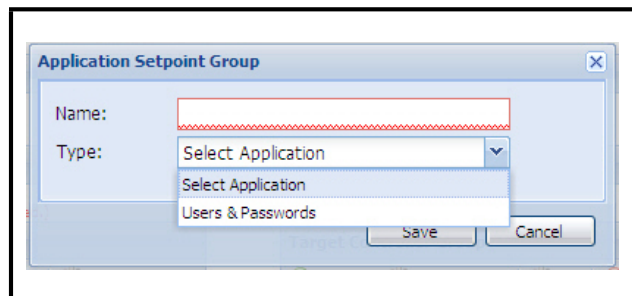 Application Setpoint Group
Name:
Type: Select Application
Select Application
Users & Passwords
Save Cancel